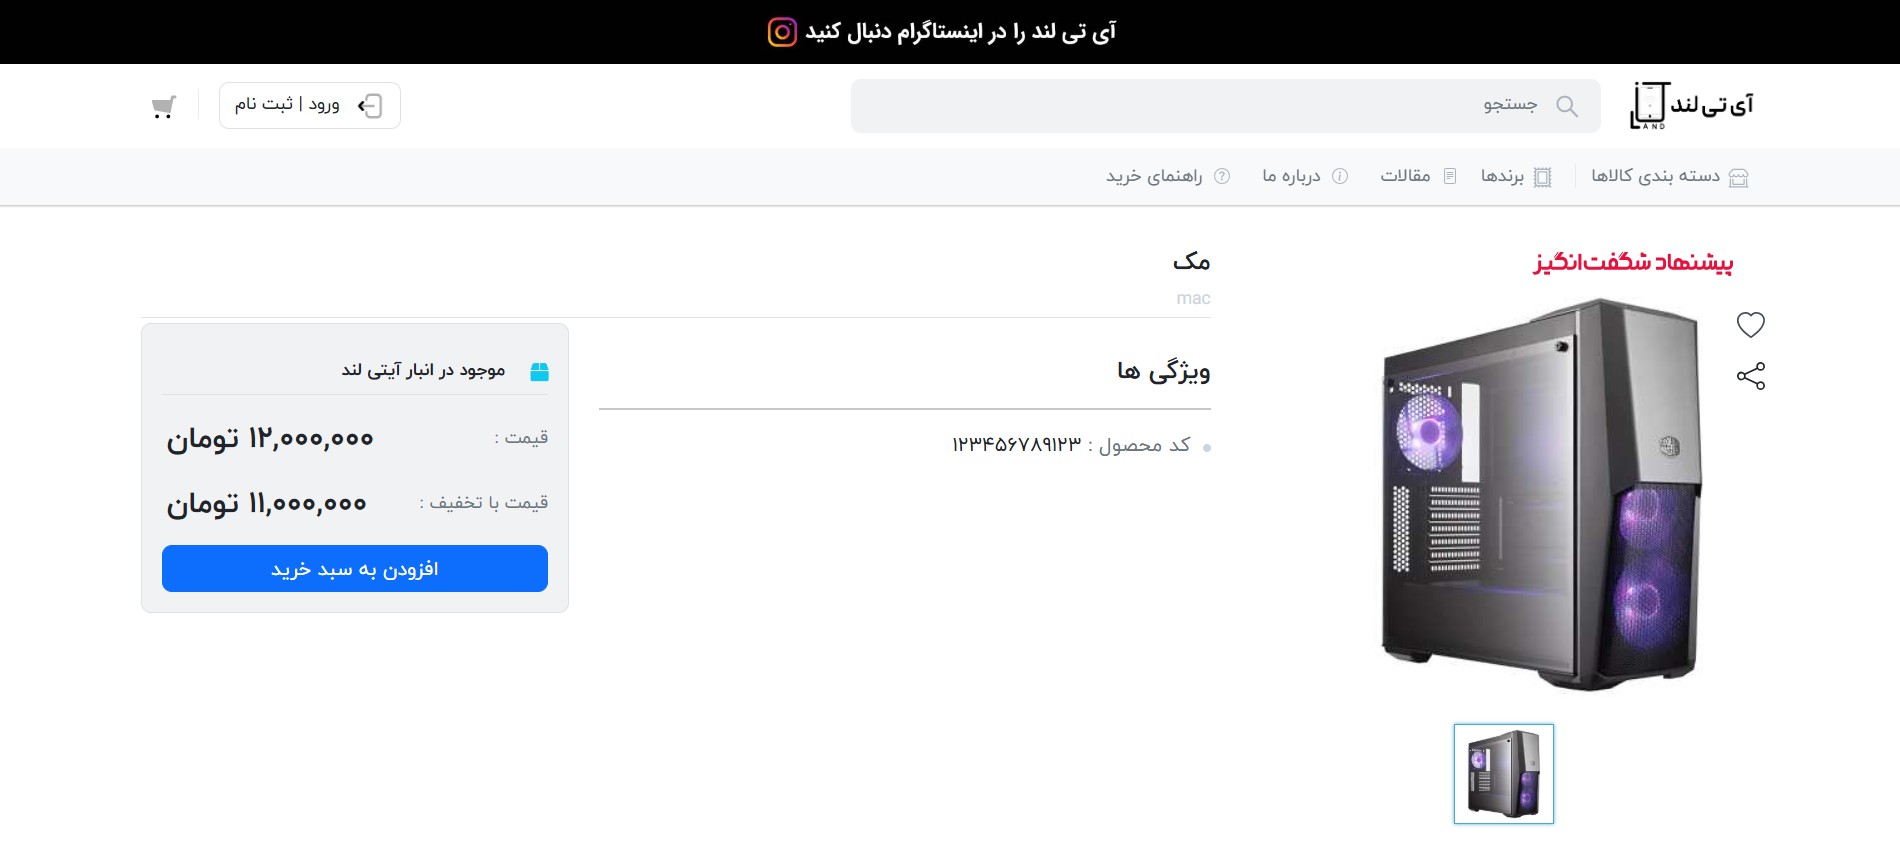 آی تی لند را در اینستاگرام دنبال کنید
آی تی لند
LAND
جستجو
ورود | ثبت نام
دسته بندی کالاها
برندها
مقالات
درباره ما
راهنمای خرید
پیشنهاد شگفت‌انگیز
مک
mac
ویژگی ها
کد محصول : ۱۲۳۴۵۶۷۸۹۱۲۳
موجود در انبار آیتی لند
قیمت : ۱۲,۰۰۰,۰۰۰ تومان
قیمت با تخفیف : ۱۱,۰۰۰,۰۰۰ تومان
افزودن به سبد خرید